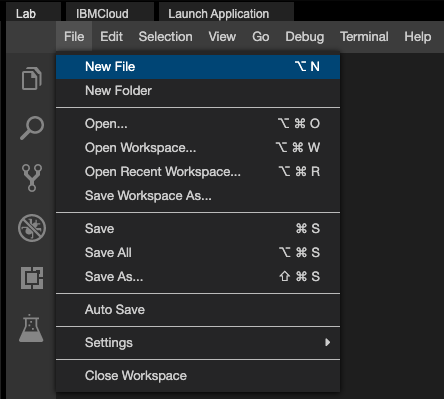 Lab IBMCloud Launch Application
File Edit Selection View Go Debug Terminal Help
New File ⌥ N
New Folder
Open... ⌥ ⌘ O
Open Workspace... ⌥ ⌘ W
Open Recent Workspace... ⌥ ⌘ R
Save Workspace As...
Save ⌘ S
Save All ⌥ ⌘ S
Save As... ⇧ ⌘ S
Auto Save
Settings
Close Workspace